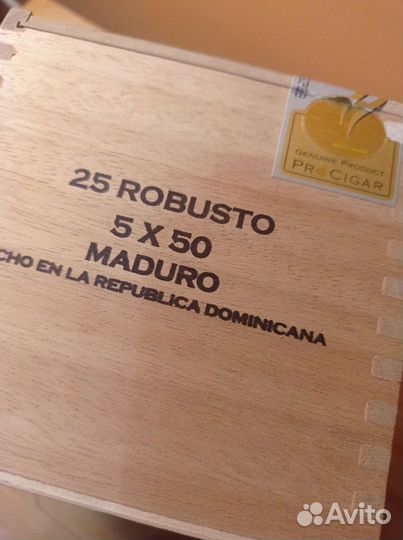 GENUINE PRODUCT
PROCIGAR
25 ROBUSTO
5 X 50
MADURO
CHO EN LA REPUBLICA DOMINICANA
Avito